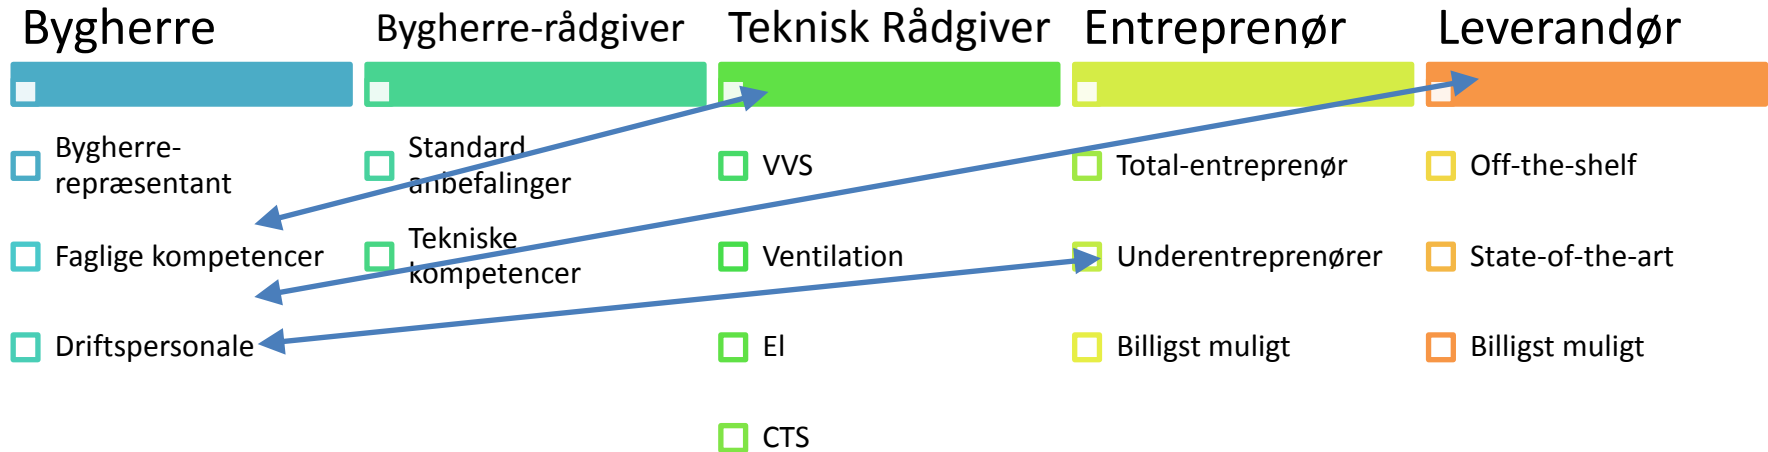 Bygherre
Bygherre-rådgiver
Teknisk Rådgiver
Entreprenør
Leverandør
Bygherre-
repræsentant
Faglige kompetencer
Driftspersonale
Standard
anbefalinger
Tekniske
kompetencer
VVS
Ventilation
El
CTS
Total-entreprenør
Underentreprenører
Billigst muligt
Off-the-shelf
State-of-the-art
Billigst muligt